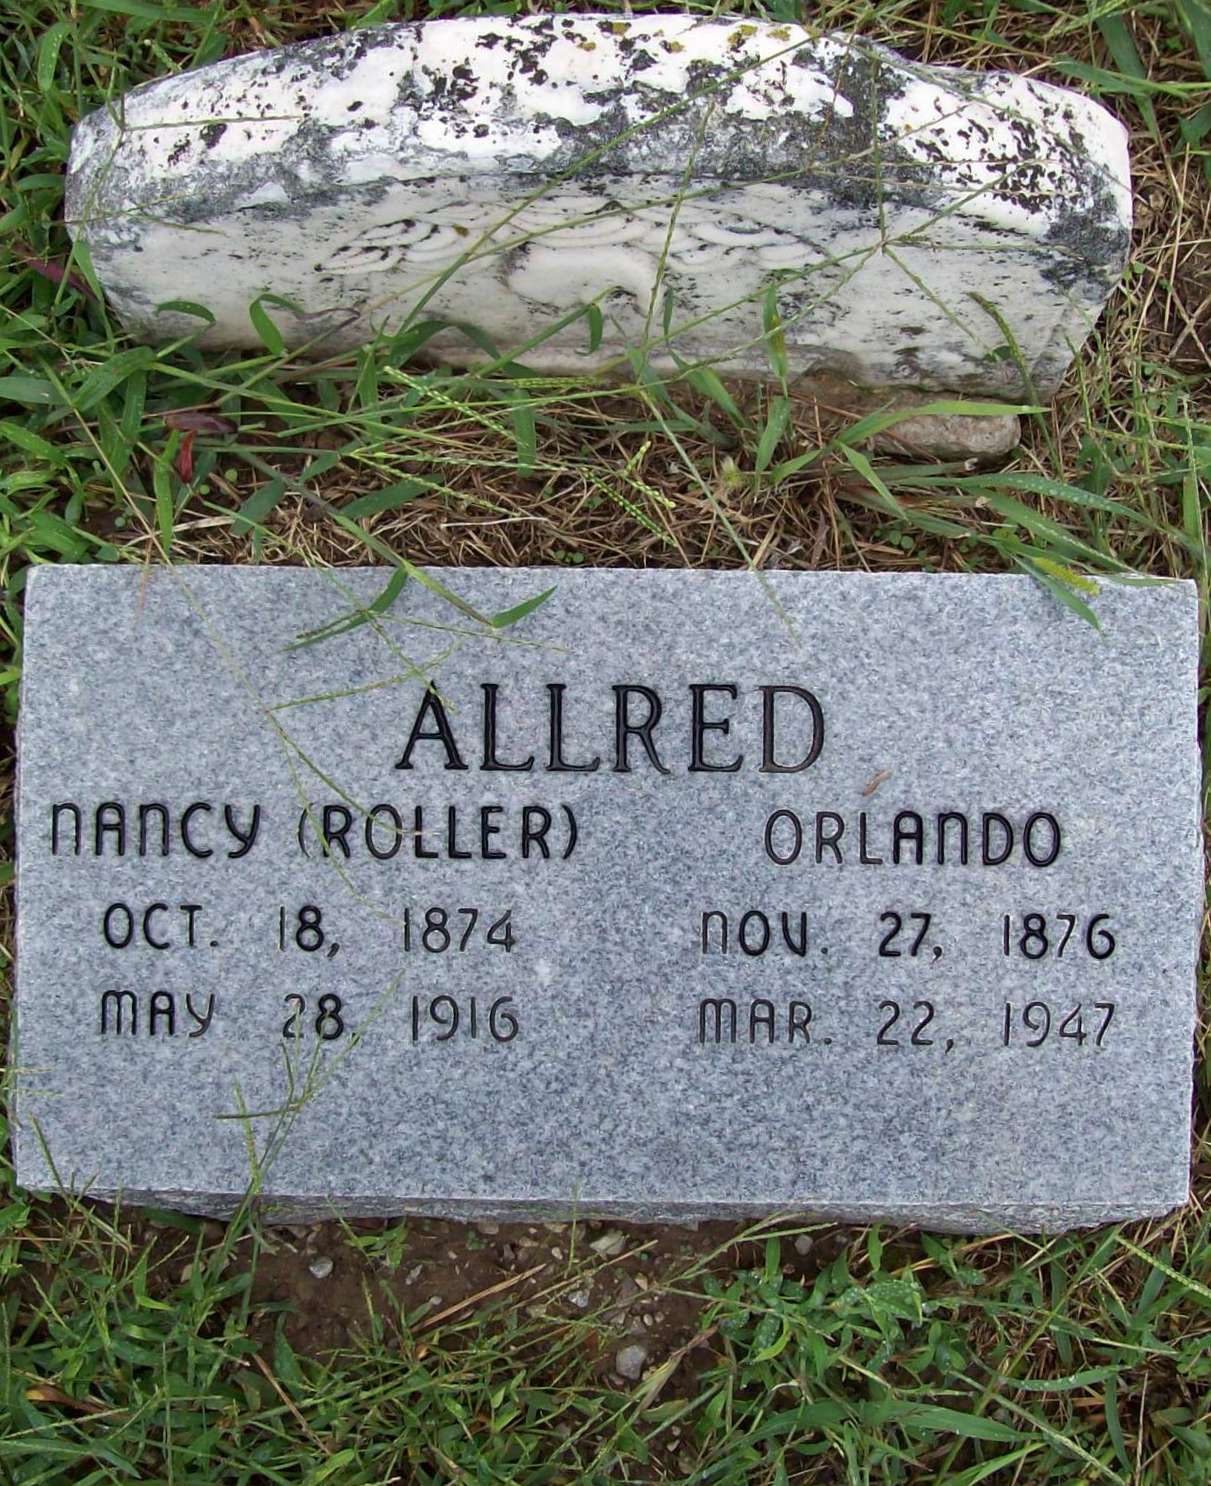 ALLRED
NANCY (ROLLER) ORLANDO
OCT. 18, 1874 NOV. 27, 1876
MAY 28, 1916 MAR. 22, 1947